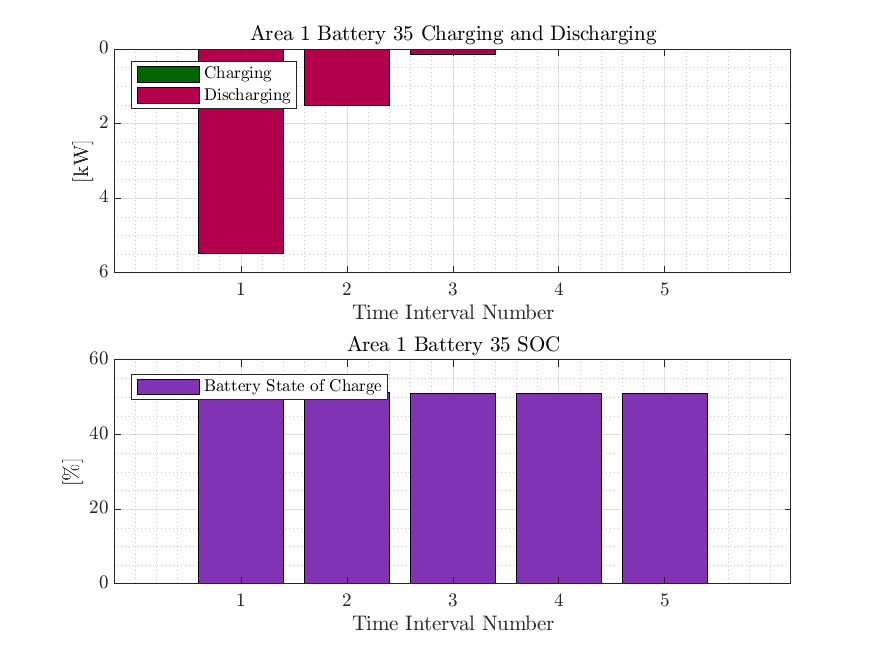 Area 1 Battery 35 Charging and Discharging
0
2
4
6
[kW]
Charging
Discharging
1 2 3 4 5
Time Interval Number
Area 1 Battery 35 SOC
60
40
20
0
[%]
Battery State of Charge
1 2 3 4 5
Time Interval Number